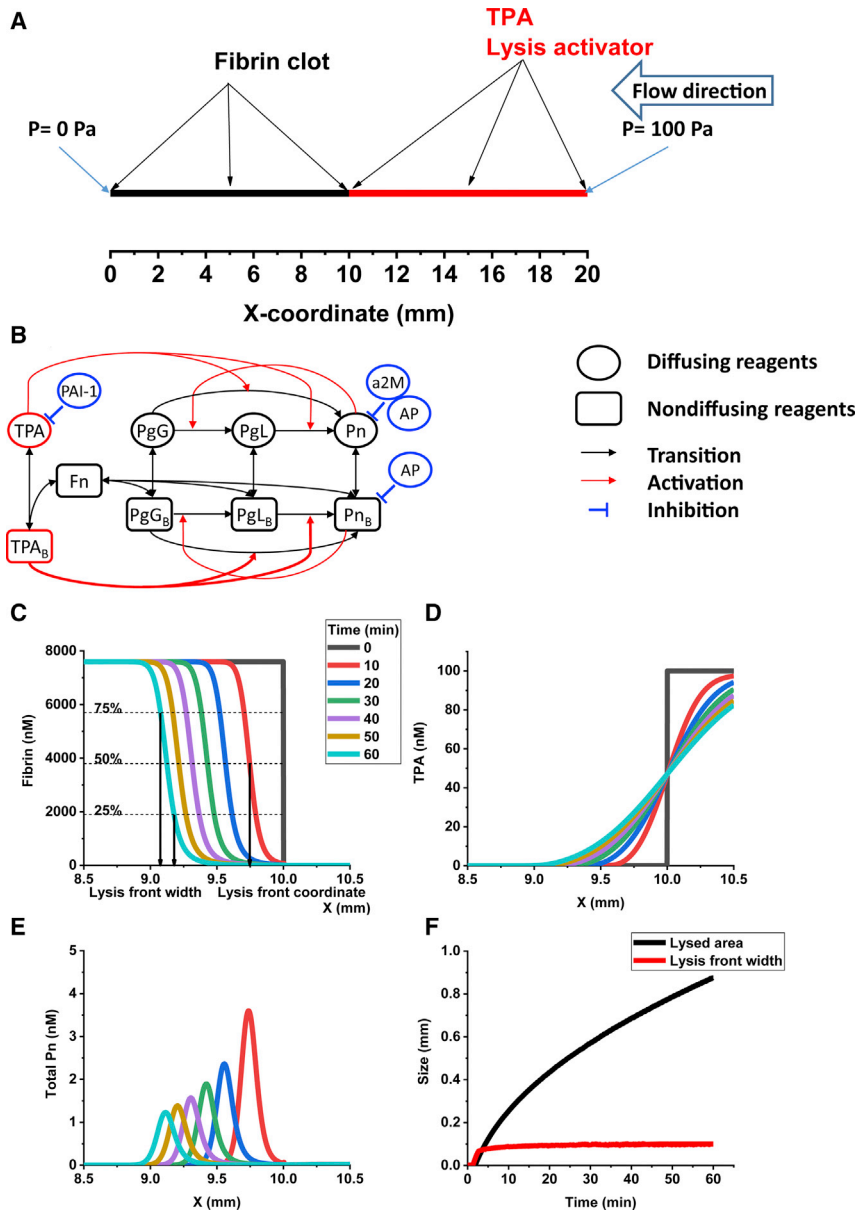 A
TPA
Lysis activator
Fibrin clot
Flow direction
P= 0 Pa
P= 100 Pa
0 2 4 6 8 10 12 14 16 18 20
X-coordinate (mm)
B
PAI-1
a2M
AP
TPA
PgG
PgL
Pn
Fn
AP
TPAB
PgGB
PgLB
PnB
Diffusing reagents
Nondiffusing reagents
Transition
Activation
Inhibition
C
8000
6000
4000
2000
0
Fibrin (nM)
75%
50%
25%
8.5 9.0 9.5 10.0 10.5
Lysis front width
Lysis front coordinate
X (mm)
Time (min)
0
10
20
30
40
50
60
D
100
80
60
40
20
0
TPA (nM)
8.5 9.0 9.5 10.0 10.5
X (mm)
E
5
4
3
2
1
0
Total Pn (nM)
8.5 9.0 9.5 10.0 10.5
X (mm)
F
Lysed area
Lysis front width
1.0
0.8
0.6
0.4
0.2
0.0
Size (mm)
0 10 20 30 40 50 60
Time (min)